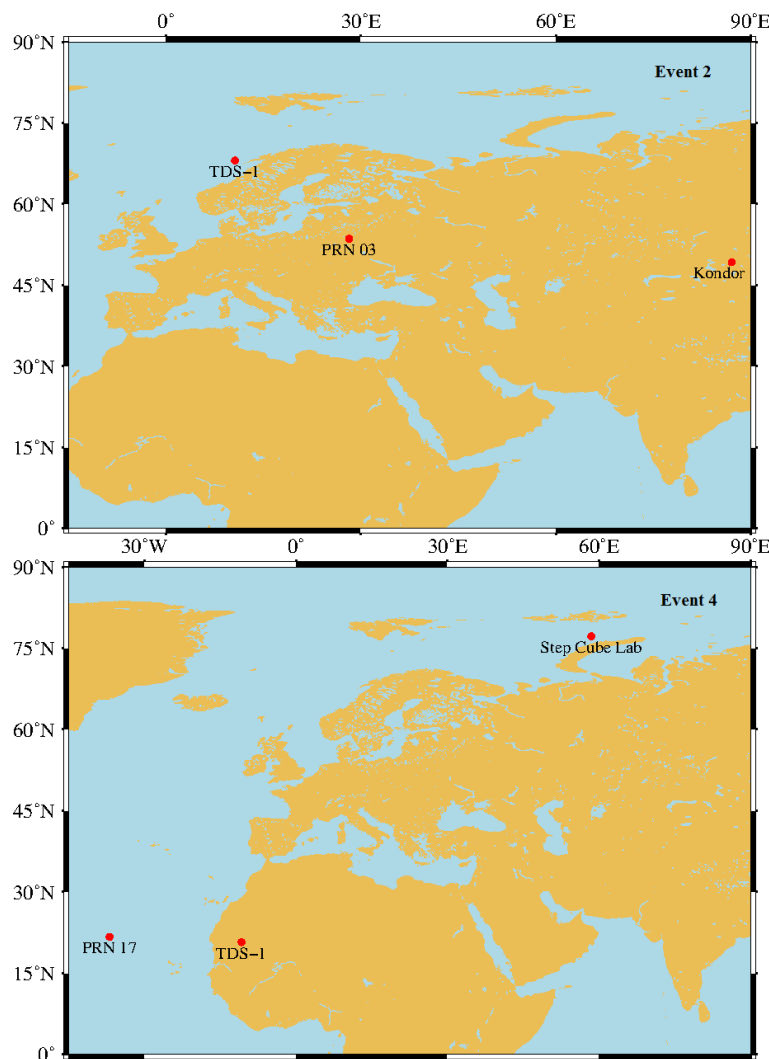 0˚ 30˚E 60˚E 90˚E
90˚N
Event 2
75˚N
TDS−1
60˚N
PRN 03
Kondor
45˚N
30˚N
15˚N
0˚
30˚W 0˚ 30˚E 60˚E 90˚E
90˚N
Event 4
75˚N
Step Cube Lab
60˚N
45˚N
30˚N
PRN 17
TDS−1
15˚N
0˚